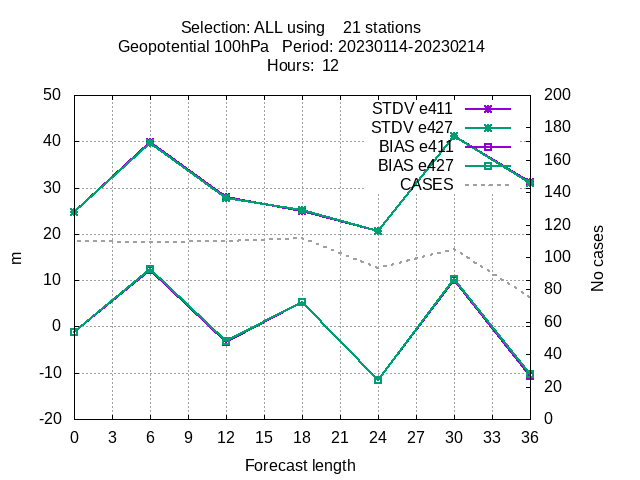 Selection: ALL using    21 stations
Geopotential 100hPa   Period: 20230114-20230214
Hours:  12
50
40
30
20
10
0
-10
-20
m
STDV e411
STDV e427
BIAS e411
BIAS e427
CASES
200
180
160
140
120
100
80
60
40
20
0
No cases
0 3 6 9 12 15 18 21 24 27 30 33 36
Forecast length